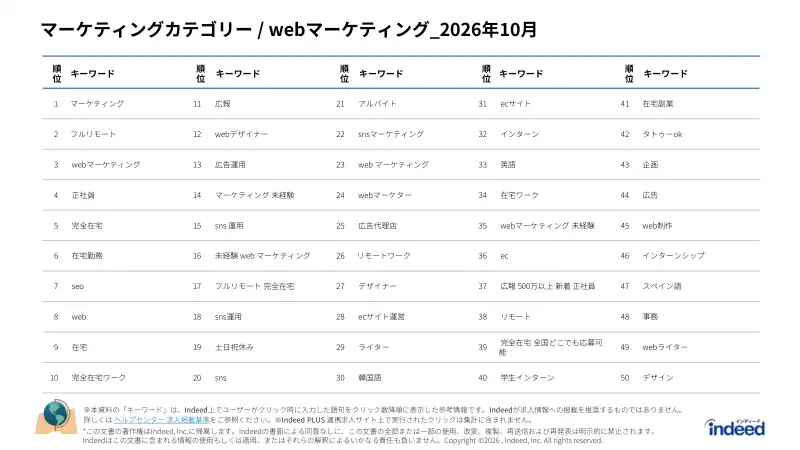 マーケティングカテゴリー / webマーケティング_2026年10月
順位 キーワード 順位 キーワード 順位 キーワード 順位 キーワード 順位 キーワード
1 マーケティング 11 広報 21 アルバイト 31 ecサイト 41 在宅副業
2 フルリモート 12 webデザイナー 22 snsマーケティング 32 インターン 42 タトゥーok
3 webマーケティング 13 広告運用 23 web マーケティング 33 英語 43 企画
4 正社員 14 マーケティング 未経験 24 webマーケター 34 在宅ワーク 44 広告
5 完全在宅 15 sns 運用 25 広告代理店 35 webマーケティング 未経験 45 web制作
6 在宅勤務 16 未経験 web マーケティング 26 リモートワーク 36 ec 46 インターンシップ
7 seo 17 フルリモート 完全在宅 27 デザイナー 37 広報 500万以上 新着 正社員 47 スペイン語
8 web 18 sns運用 28 ecサイト運営 38 リモート 48 事務
9 在宅 19 土日祝休み 29 ライター 39 完全在宅 全国どこでも応募可能 49 webライター
10 完全在宅ワーク 20 sns 30 韓国語 40 学生インターン 50 デザイン
※本資料の「キーワード」は、Indeed上でユーザーがクリック時に入力した語句をクリック数降順に表示した参考情報です。Indeedが求人情報への掲載を推奨するものではありません。
詳しくは ヘルプセンター 求人掲載基準をご参照ください。※Indeed PLUS 連携求人サイト上で実行されたクリックは集計に含まれません。
*この文書の著作権はIndeed, Inc.に帰属します。Indeedの書面による同意なしに、この文書の全部または一部の使用、改変、複製、再送信および再発表は明示的に禁止されます。
Indeedはこの文書に含まれる情報の使用もしくは適用、またはそれらの解釈によるいかなる責任も負いません。Copyright ©2026 , Indeed, Inc. All rights reserved.
インディード
indeed